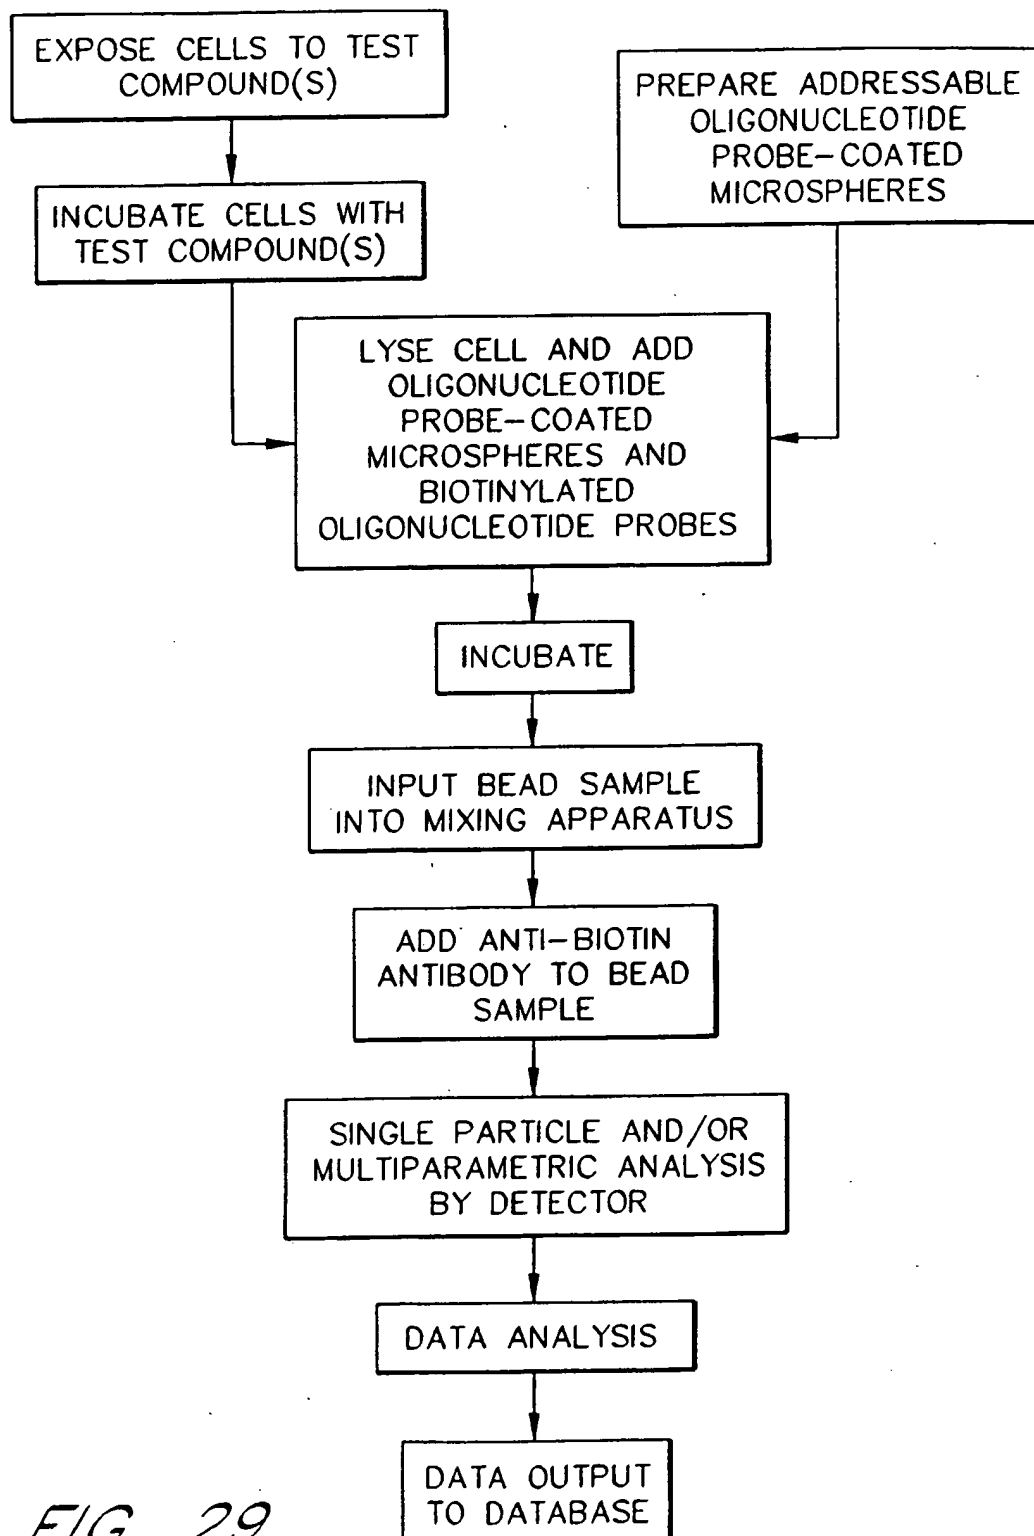 EXPOSE CELLS TO TEST
COMPOUND(S)
PREPARE ADDRESSABLE
OLIGONUCLEOTIDE
PROBE-COATED
MICROSPHERES
INCUBATE CELLS WITH
TEST COMPOUND(S)
LYSE CELL AND ADD
OLIGONUCLEOTIDE
PROBE-COATED
MICROSPHERES AND
BIOTINYLATED
OLIGONUCLEOTIDE PROBES
INCUBATE
INPUT BEAD SAMPLE
INTO MIXING APPARATUS
ADD ANTI-BIOTIN
ANTIBODY TO BEAD
SAMPLE
SINGLE PARTICLE AND/OR
MULTIPARAMETRIC ANALYSIS
BY DETECTOR
DATA ANALYSIS
DATA OUTPUT
TO DATABASE
FIG. 29